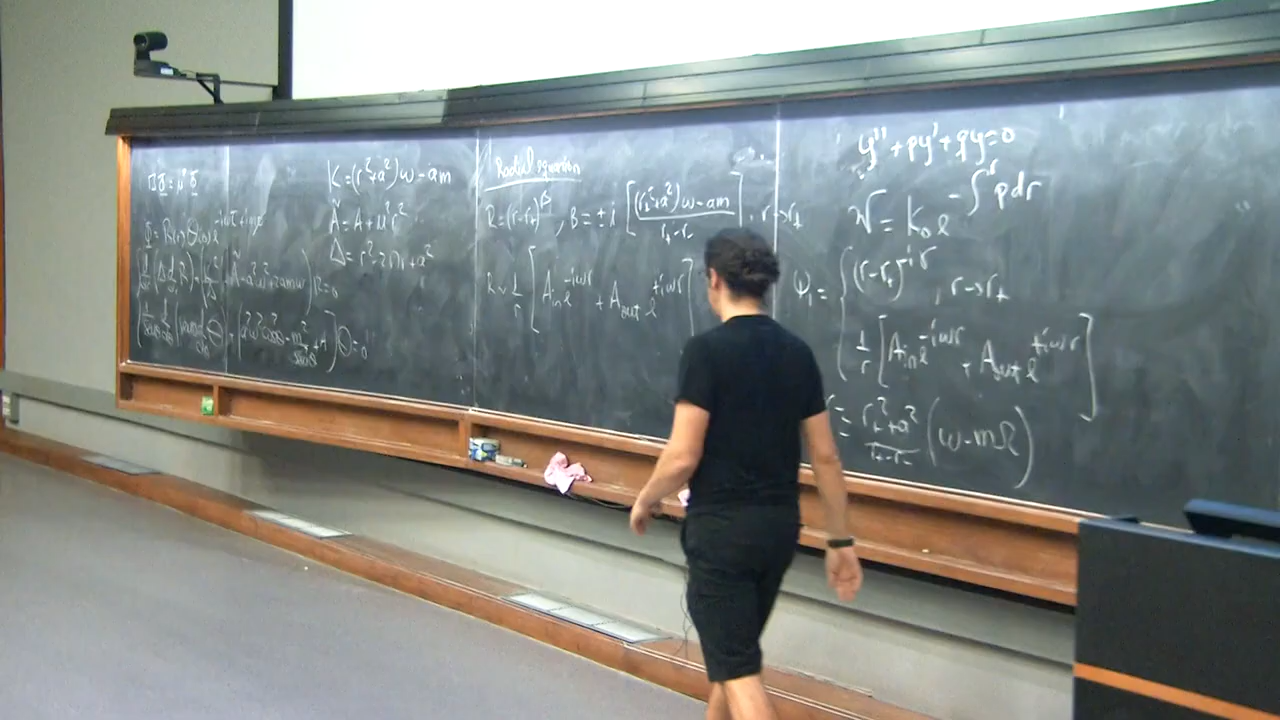 □Φ = μ² Φ
Φ = R(r) Θ(θ) e^{-iωt+imφ}
K = (r²+a²)ω - am
Ã = A + μ²r²
Δ = r² - 2Mr + a²
Radial equation
R = (r-r₊)^β , β = ± i [(r₊²+a²)ω - am / r₊-r₋] , r→r₊
R ~ 1/r [A_in e^{-iωr} + A_out e^{+iωr}]
y'' + py' + qy = 0
W = K₀ e^{-∫^r p dr}
Ψ₁ = { (r-r₊)^{-iσ} , r→r₊
1/r [A_in e^{-iωr} + A_out e^{+iωr}]
= r₊²+a² / r₊-r₋ (ω - mΩ)